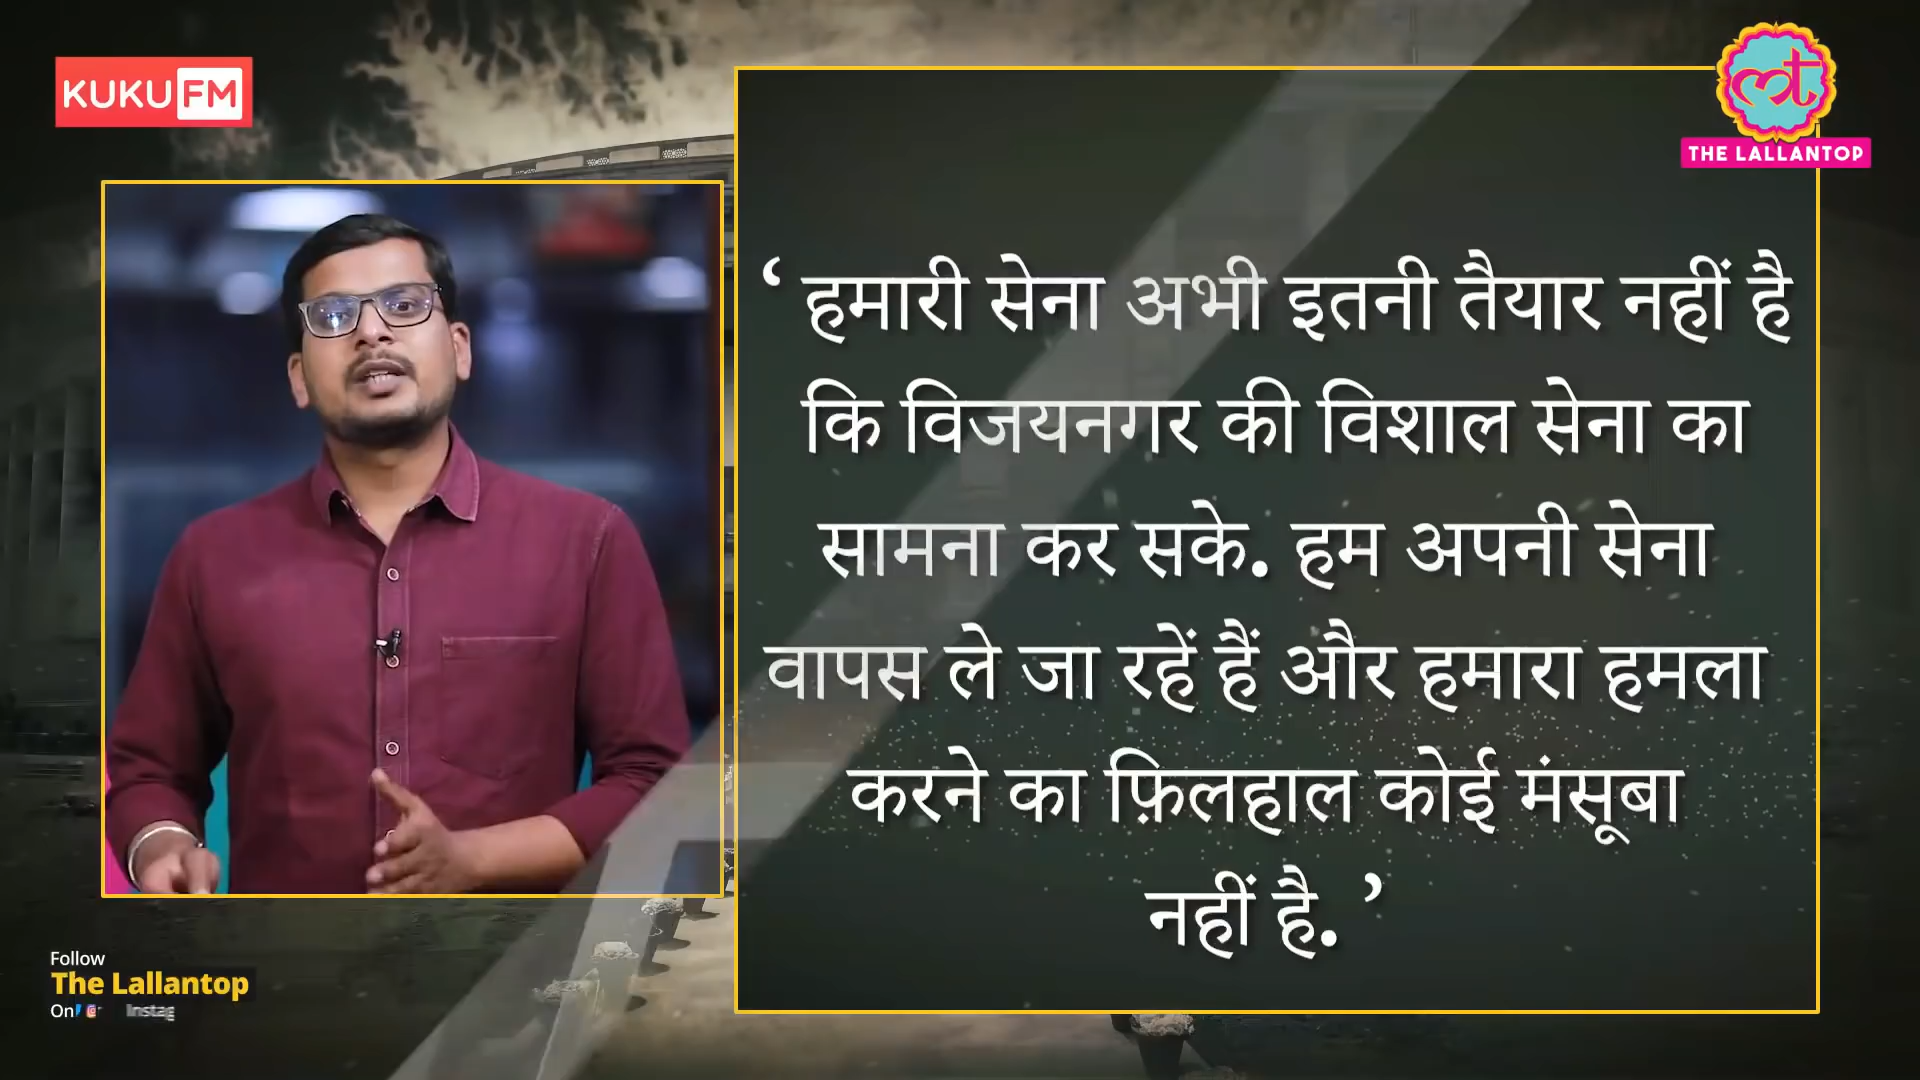 KUKU FM
THE LALLANTOP
‘ हमारी सेना अभी इतनी तैयार नहीं है
कि विजयनगर की विशाल सेना का
सामना कर सके. हम अपनी सेना
वापस ले जा रहें हैं और हमारा हमला
करने का फ़िलहाल कोई मंसूबा
नहीं है. ’
Follow
The Lallantop
On